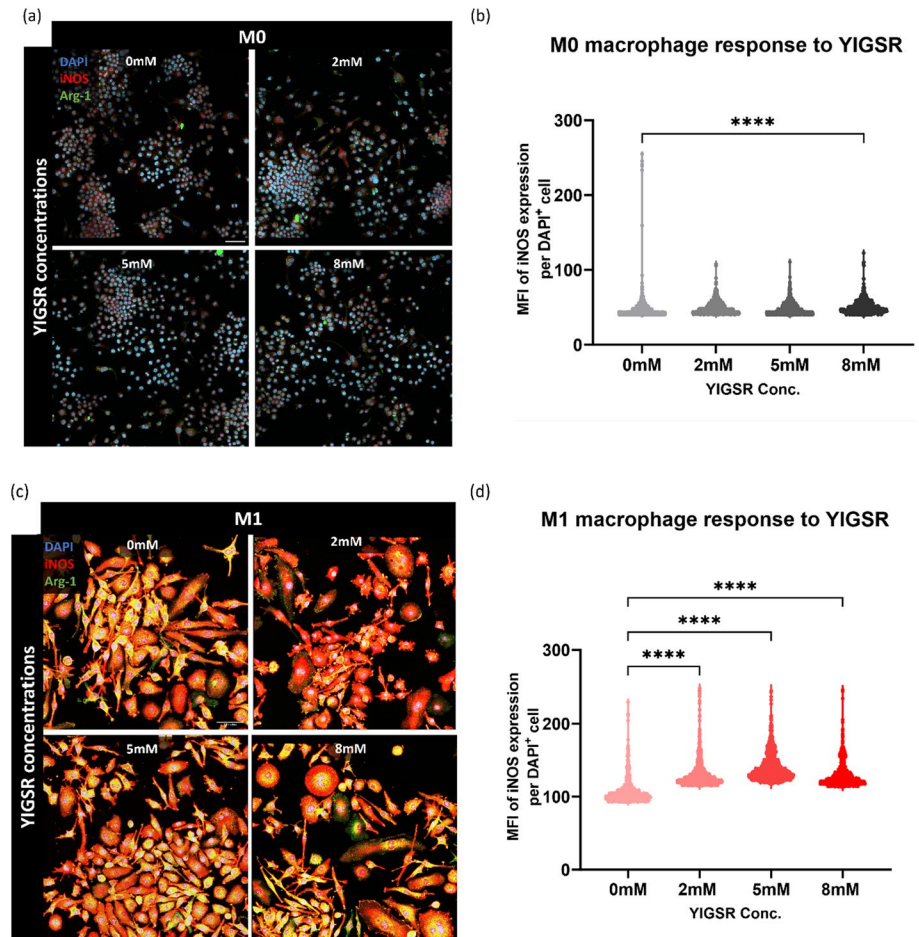 (a)
M0
YIGSR concentrations
DAPI
iNOS
Arg-1
0mM
2mM
5mM
8mM
(b)
M0 macrophage response to YIGSR
MFI of iNOS expression
per DAPI+ cell
300
200
100
0
****
0mM 2mM 5mM 8mM
YIGSR Conc.
(c)
M1
YIGSR concentrations
DAPI
iNOS
Arg-1
0mM
2mM
5mM
8mM
(d)
M1 macrophage response to YIGSR
MFI of iNOS expression
per DAPI+ cell
300
200
100
0
****
****
****
0mM 2mM 5mM 8mM
YIGSR Conc.